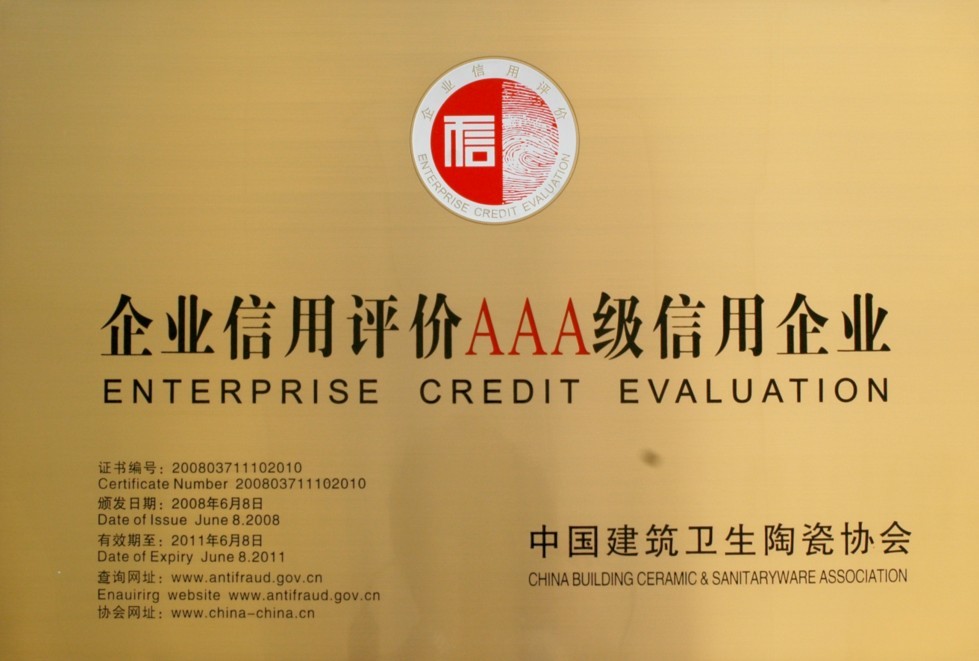 企业信用评价
信
ENTERPRISE CREDIT EVALUATION
企业信用评价AAA级信用企业
ENTERPRISE CREDIT EVALUATION
证书编号：200803711102010
Certificate Number 200803711102010
颁发日期：2008年6月8日
Date of Issue June 8.2008
有效期至：2011年6月8日
Date of Expiry June 8.2011
查询网址：www.antifraud.gov.cn
Enauirirg website www.antifraud.gov.cn
协会网址：www.china-china.cn
中国建筑卫生陶瓷协会
CHINA BUILDING CERAMIC & SANITARYWARE ASSOCIATION